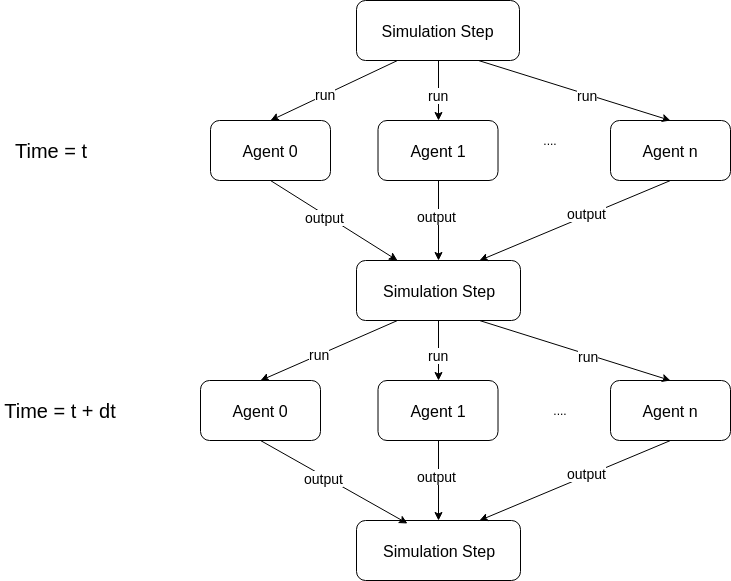 Simulation Step
run
run
run
Time = t
Agent 0
Agent 1
....
Agent n
output
output
output
Simulation Step
run
run
run
Time = t + dt
Agent 0
Agent 1
....
Agent n
output
output
output
Simulation Step